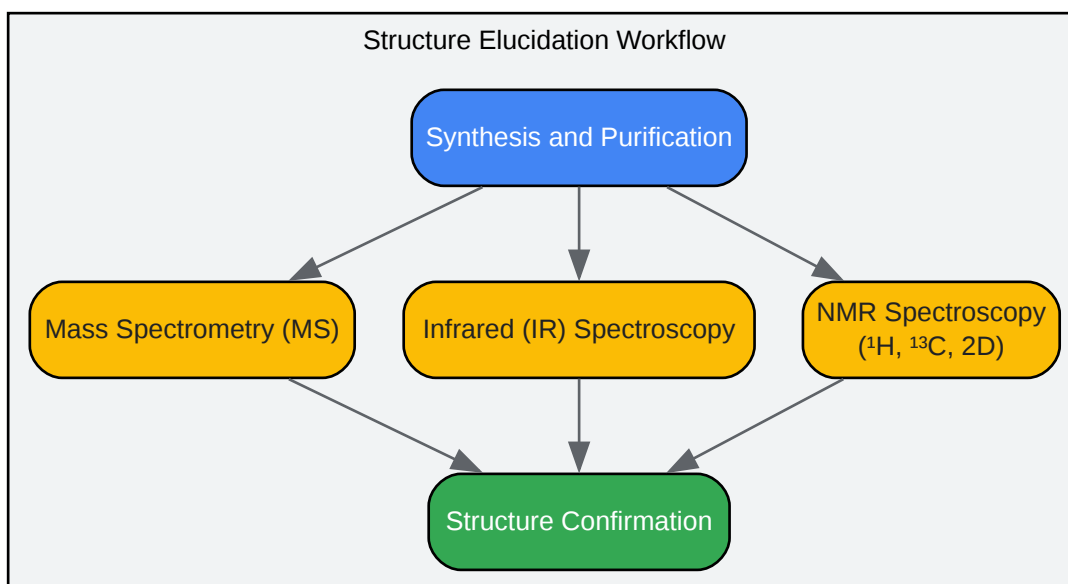 Structure Elucidation Workflow
Synthesis and Purification
Mass Spectrometry (MS)
Infrared (IR) Spectroscopy
NMR Spectroscopy
(¹H, ¹³C, 2D)
Structure Confirmation